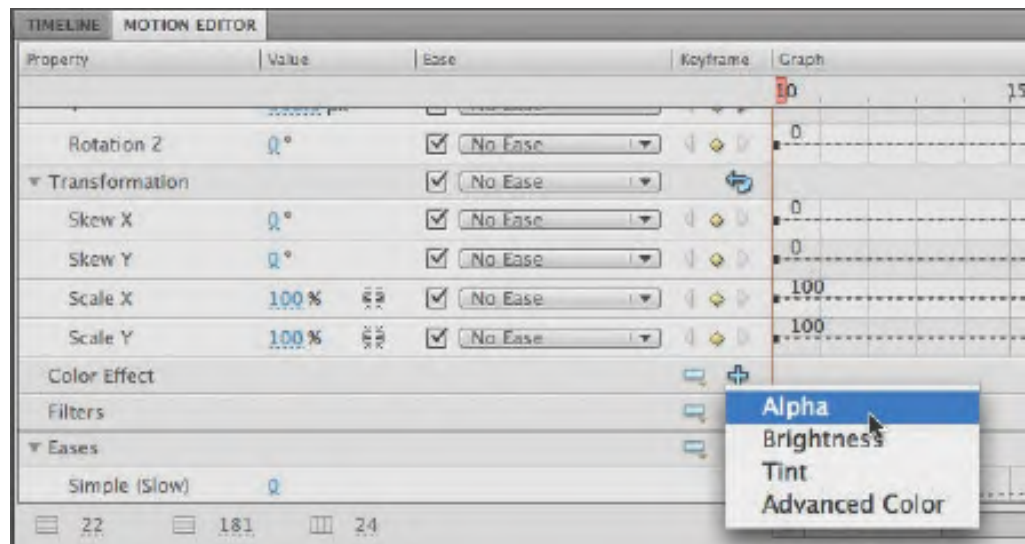 TIMELINE MOTION EDITOR
Property Value Ease Keyframe Graph
10 15
Rotation Z 0° No Ease 0
Transformation No Ease
Skew X 0° No Ease 0
Skew Y 0° No Ease 0
Scale X 100 % No Ease 100
Scale Y 100 % No Ease 100
Color Effect
Filters
Ases
Simple (Slow) 0
Alpha
Brightness
Tint
Advanced Color
22 181 24